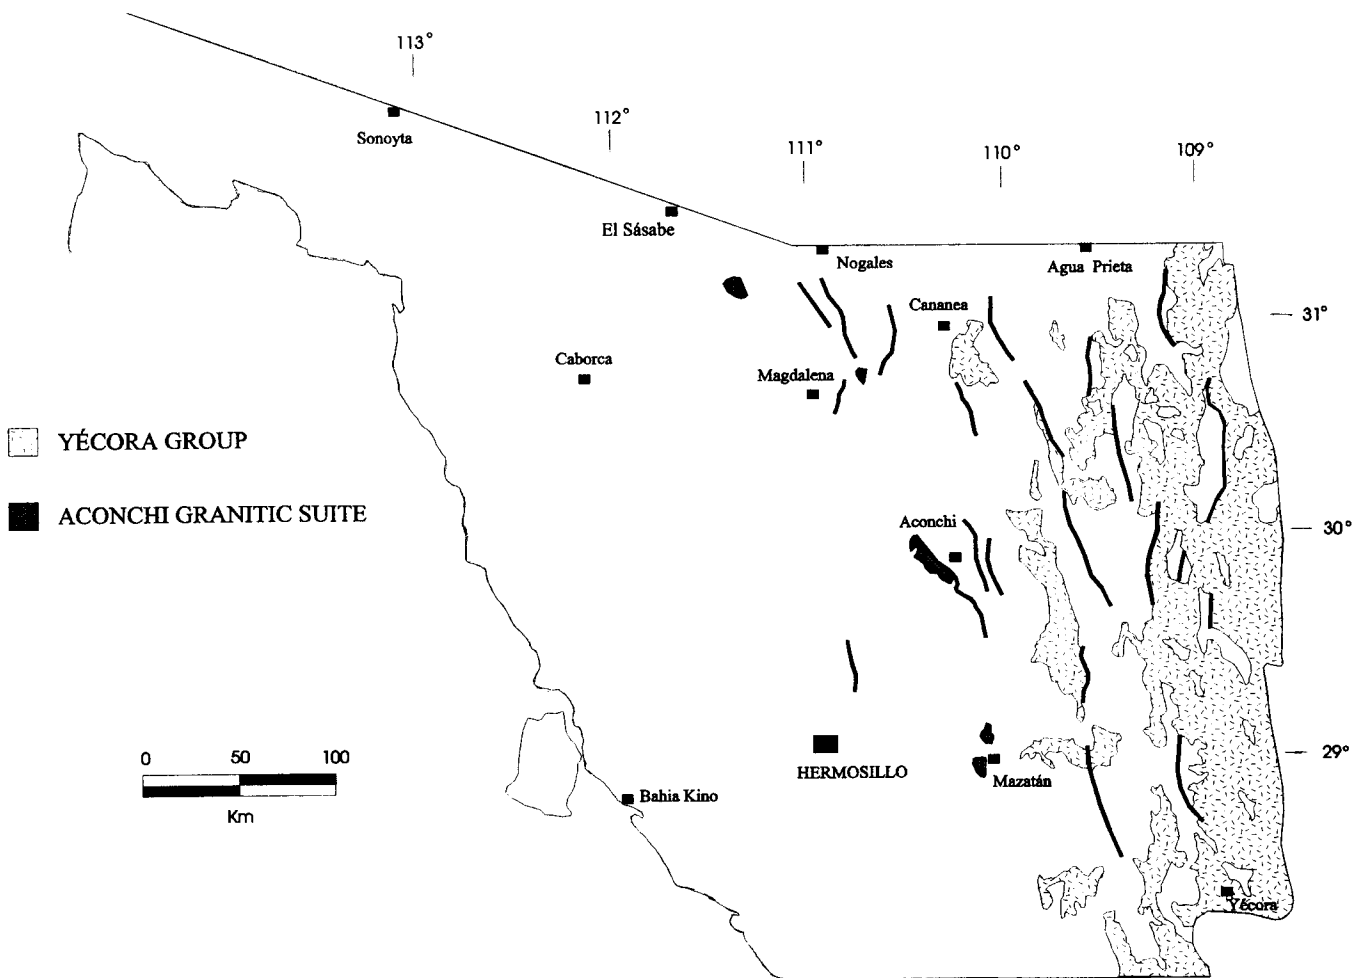 113°
112°
111°
110°
109°
Sonoyta
El Sásabe
Nogales
Agua Prieta
Cananea
31°
Caborca
Magdalena
YÉCORA GROUP
ACONCHI GRANITIC SUITE
Aconchi
30°
0 50 100
Km
HERMOSILLO
29°
Mazatán
Bahia Kino
Yécora